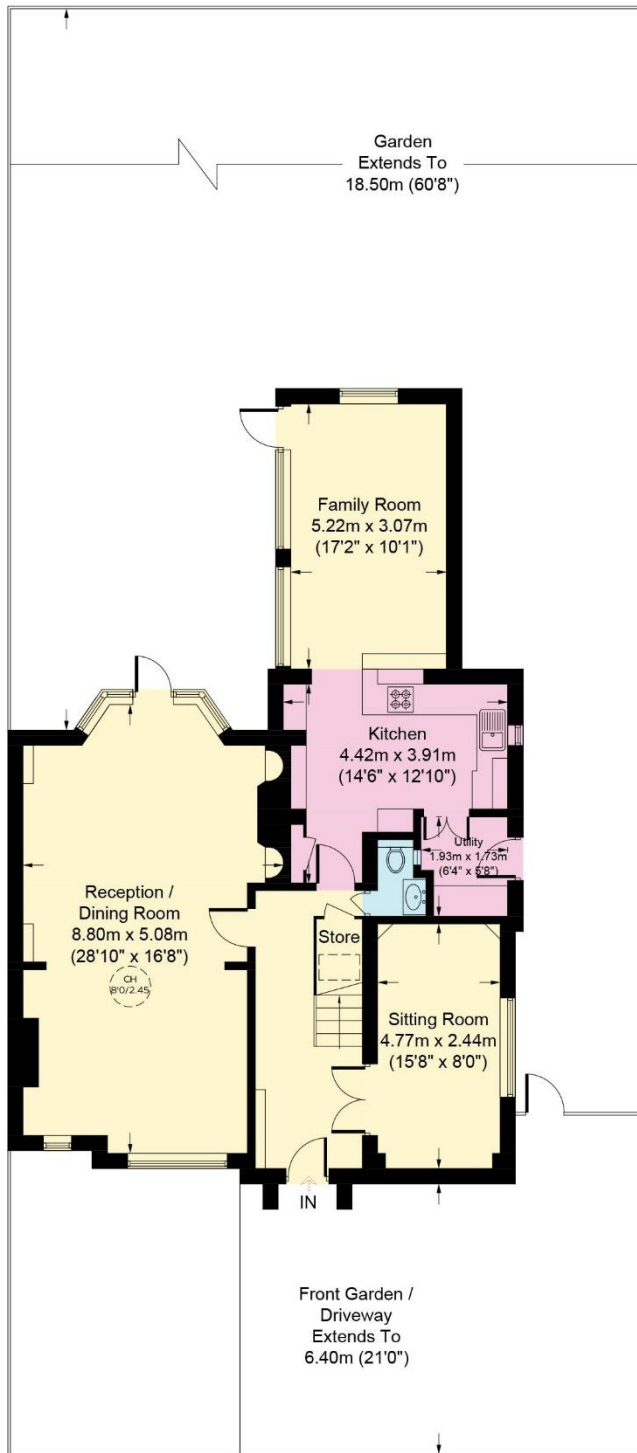 Garden
Extends To
18.50m (60'8")
Family Room
5.22m x 3.07m
(17'2" x 10'1")
Kitchen
4.42m x 3.91m
(14'6" x 12'10")
Utility
1.93m x 1.73m
(6'4" x 5'8")
Reception /
Dining Room
8.80m x 5.08m
(28'10" x 16'8")
CH
8'0/2.45
Store
Sitting Room
4.77m x 2.44m
(15'8" x 8'0")
IN
Front Garden /
Driveway
Extends To
6.40m (21'0")